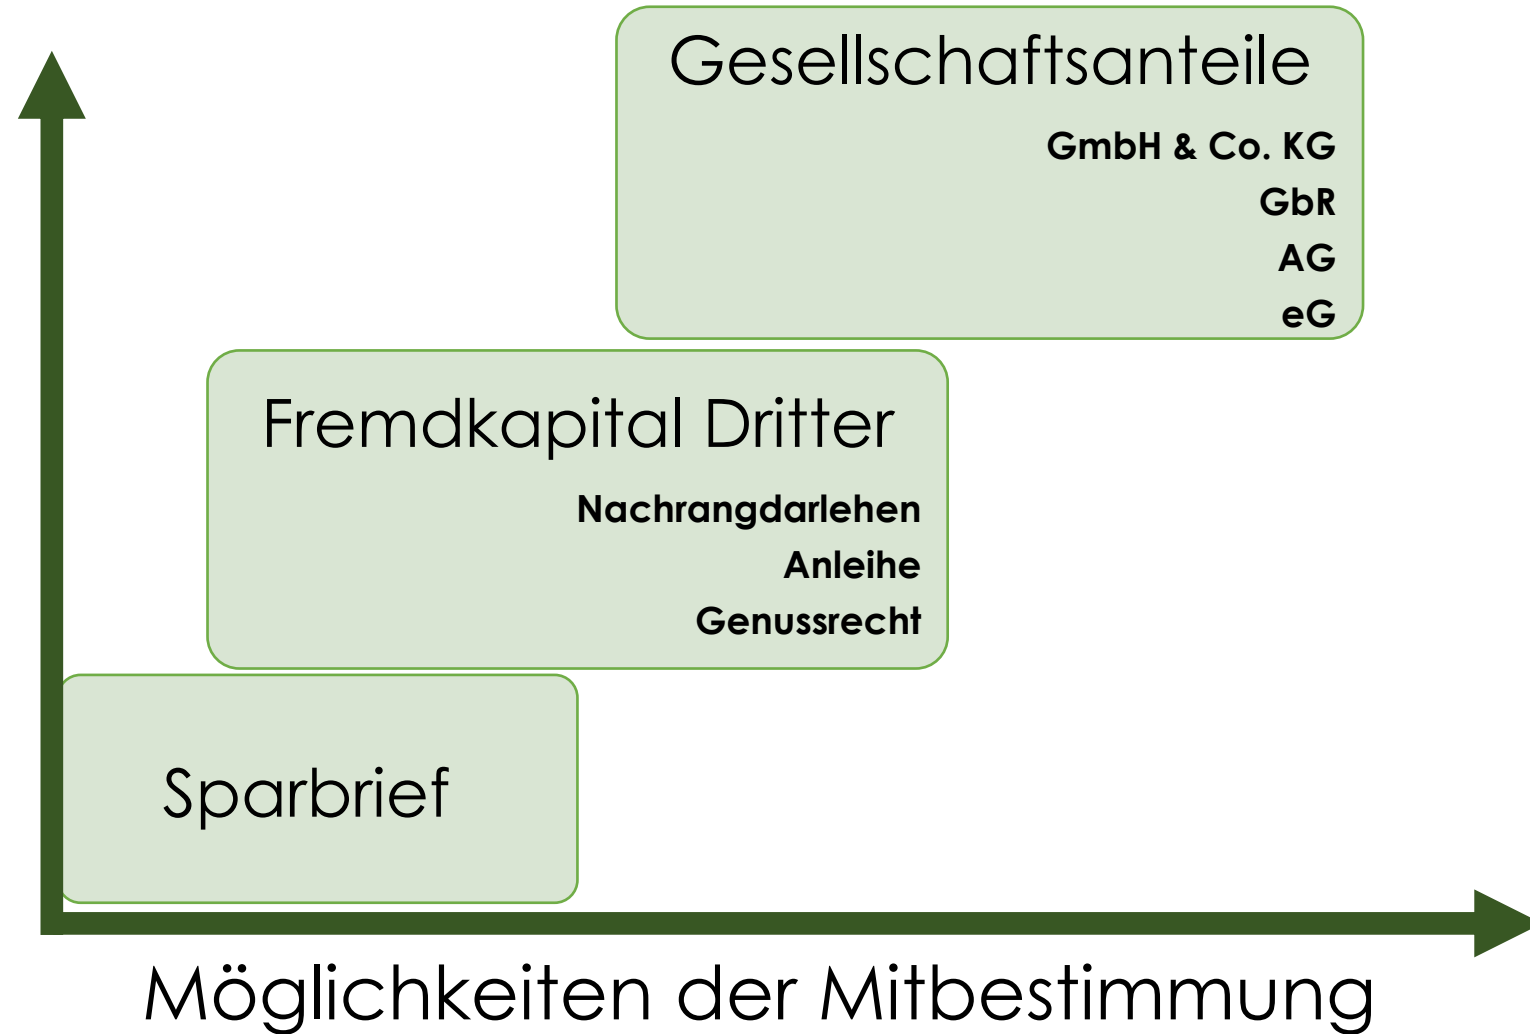 Gesellschaftsanteile
GmbH & Co. KG
GbR
AG
eG
Fremdkapital Dritter
Nachrangdarlehen
Anleihe
Genussrecht
Sparbrief
Möglichkeiten der Mitbestimmung